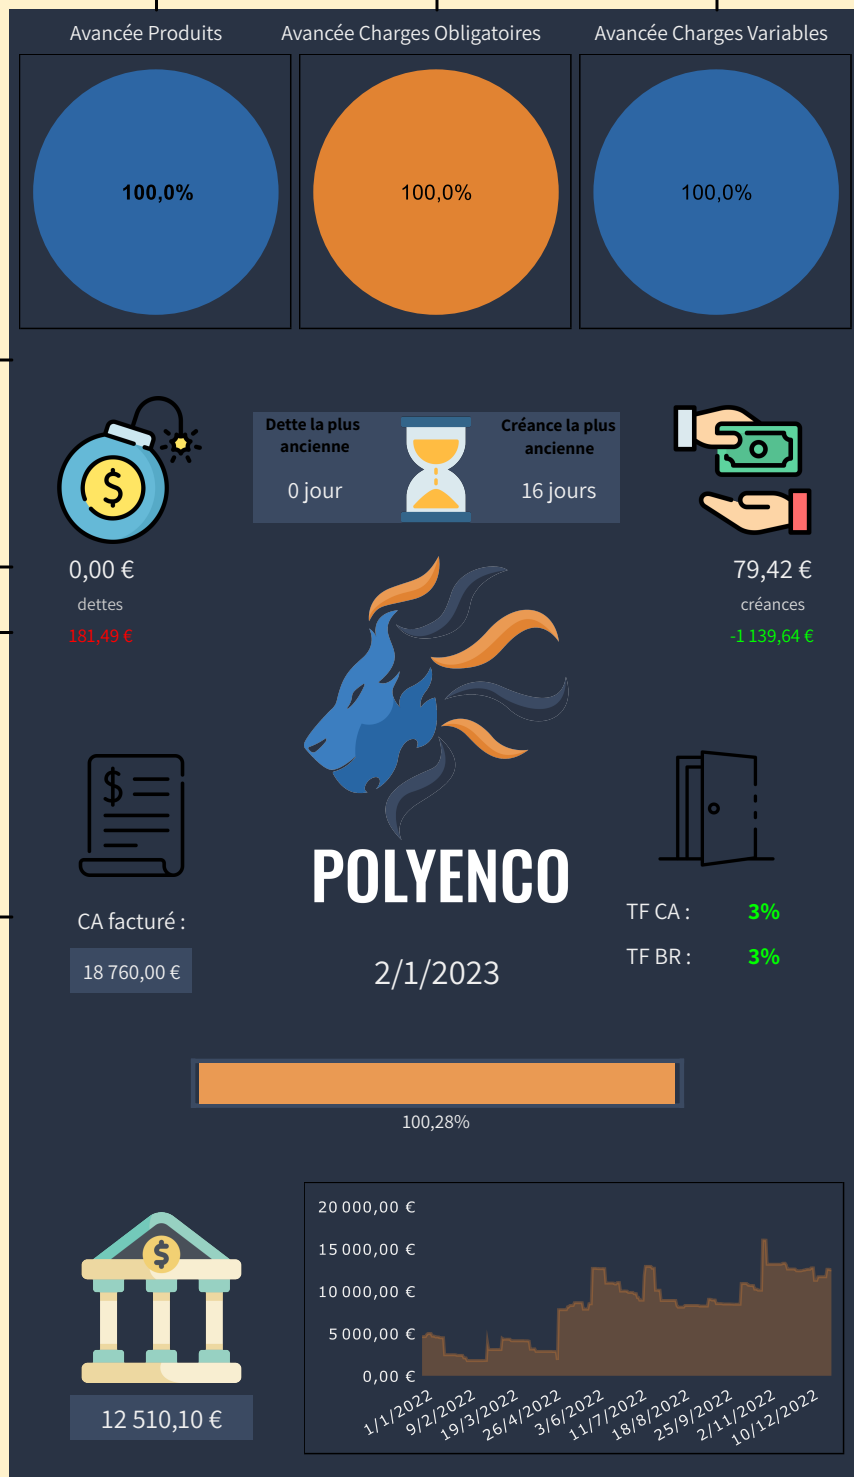 Avancée Produits
Avancée Charges Obligatoires
Avancée Charges Variables
100,0%
100,0%
100,0%
Dette la plus
ancienne
0 jour
Créance la plus
ancienne
16 jours
$
0,00 €
dettes
181,49 €
79,42 €
créances
-1 139,64 €
$
CA facturé :
18 760,00 €
POLYENCO
2/1/2023
TF CA : 3%
TF BR : 3%
100,28%
$
12 510,10 €
20 000,00 €
15 000,00 €
10 000,00 €
5 000,00 €
0,00 €
1/1/2022
9/2/2022
19/3/2022
26/4/2022
3/6/2022
11/7/2022
18/8/2022
25/9/2022
2/11/2022
10/12/2022